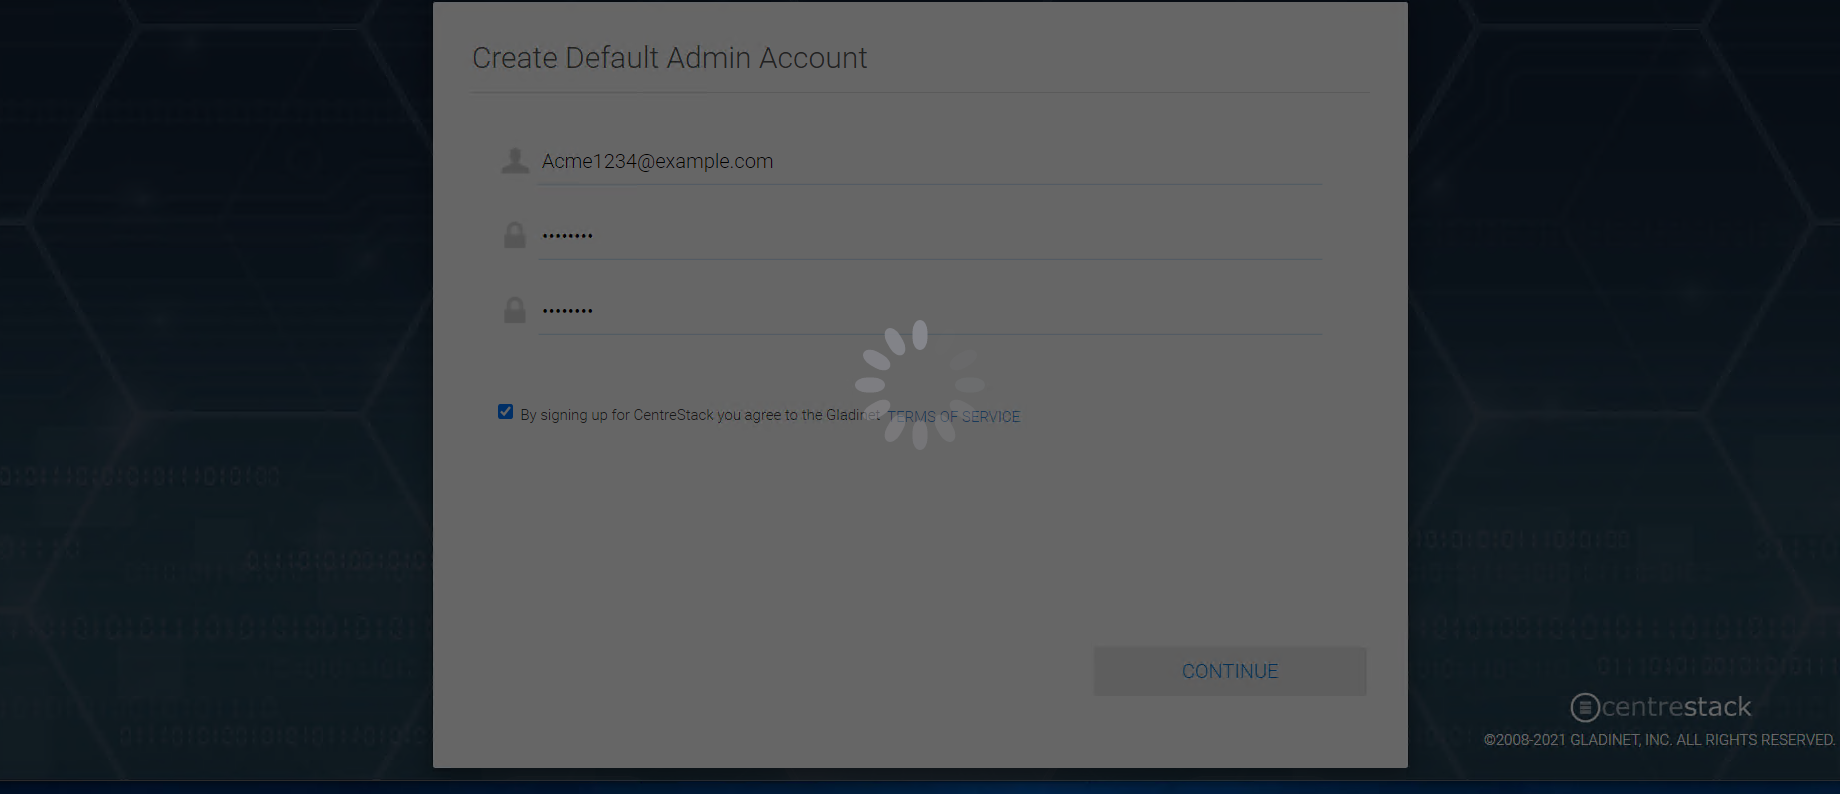 Create Default Admin Account
Acme1234@example.com
••••••••
••••••••
By signing up for CentreStack you agree to the Gladinet TERMS OF SERVICE
CONTINUE
centrestack
©2008-2021 GLADINET, INC. ALL RIGHTS RESERVED.